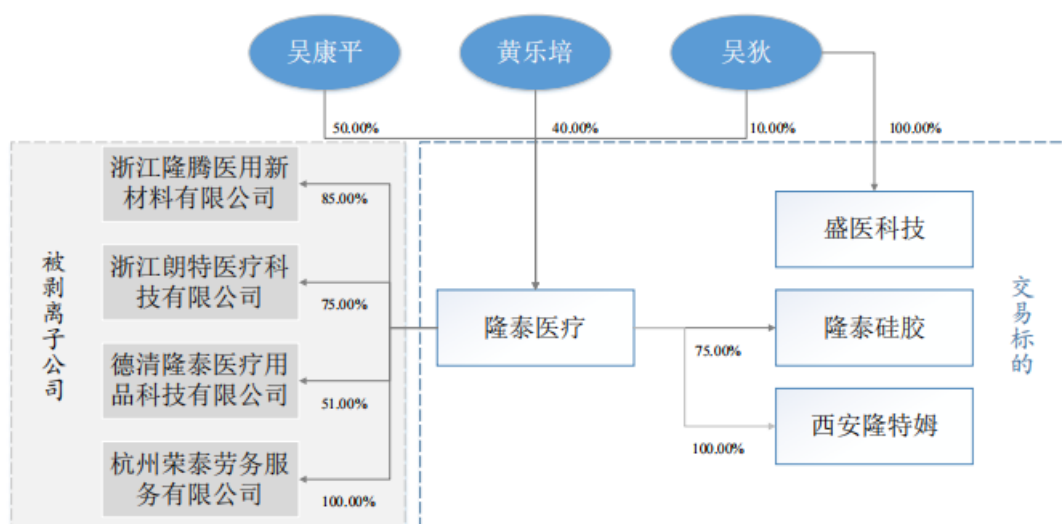 吴康平
黄乐培
吴狄
50.00%
40.00%
10.00%
100.00%
被剥离子公司
浙江隆腾医用新
材料有限公司
85.00%
浙江朗特医疗科
技有限公司
75.00%
德清隆泰医疗用
品科技有限公司
51.00%
杭州荣泰劳务服
务有限公司
100.00%
隆泰医疗
盛医科技
隆泰硅胶
75.00%
西安隆特姆
100.00%
交易标的